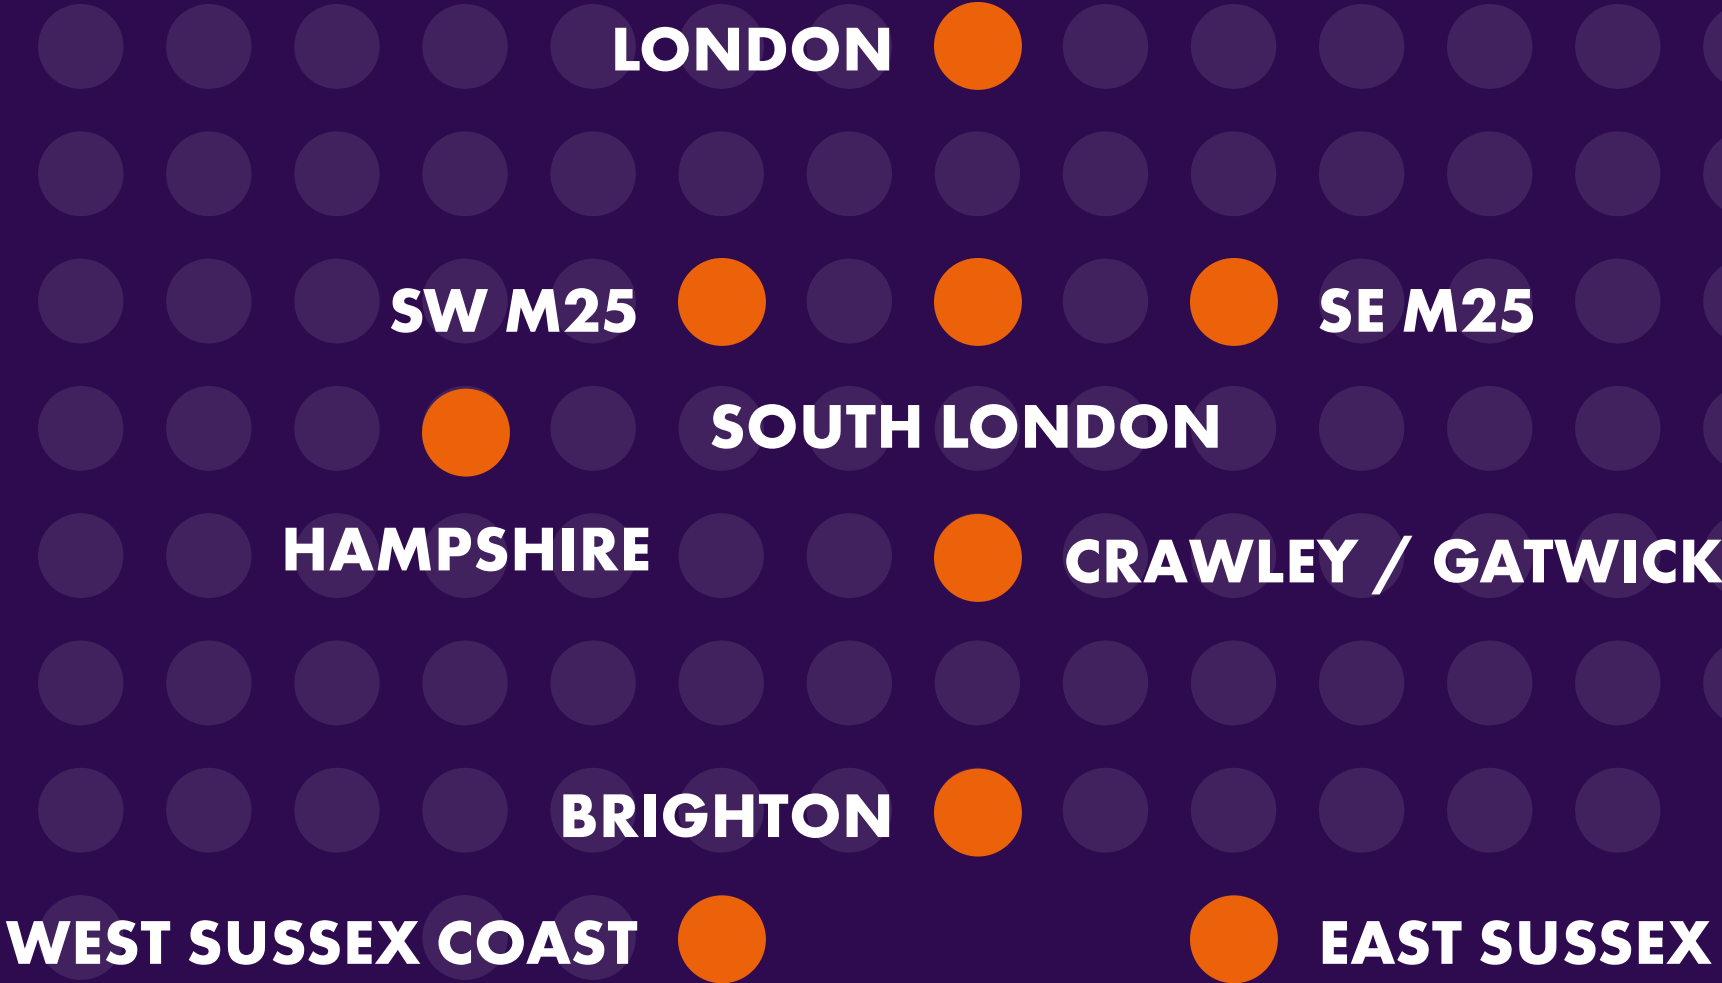 LONDON
SW M25
SE M25
SOUTH LONDON
HAMPSHIRE
CRAWLEY / GATWICK
BRIGHTON
WEST SUSSEX COAST
EAST SUSSEX